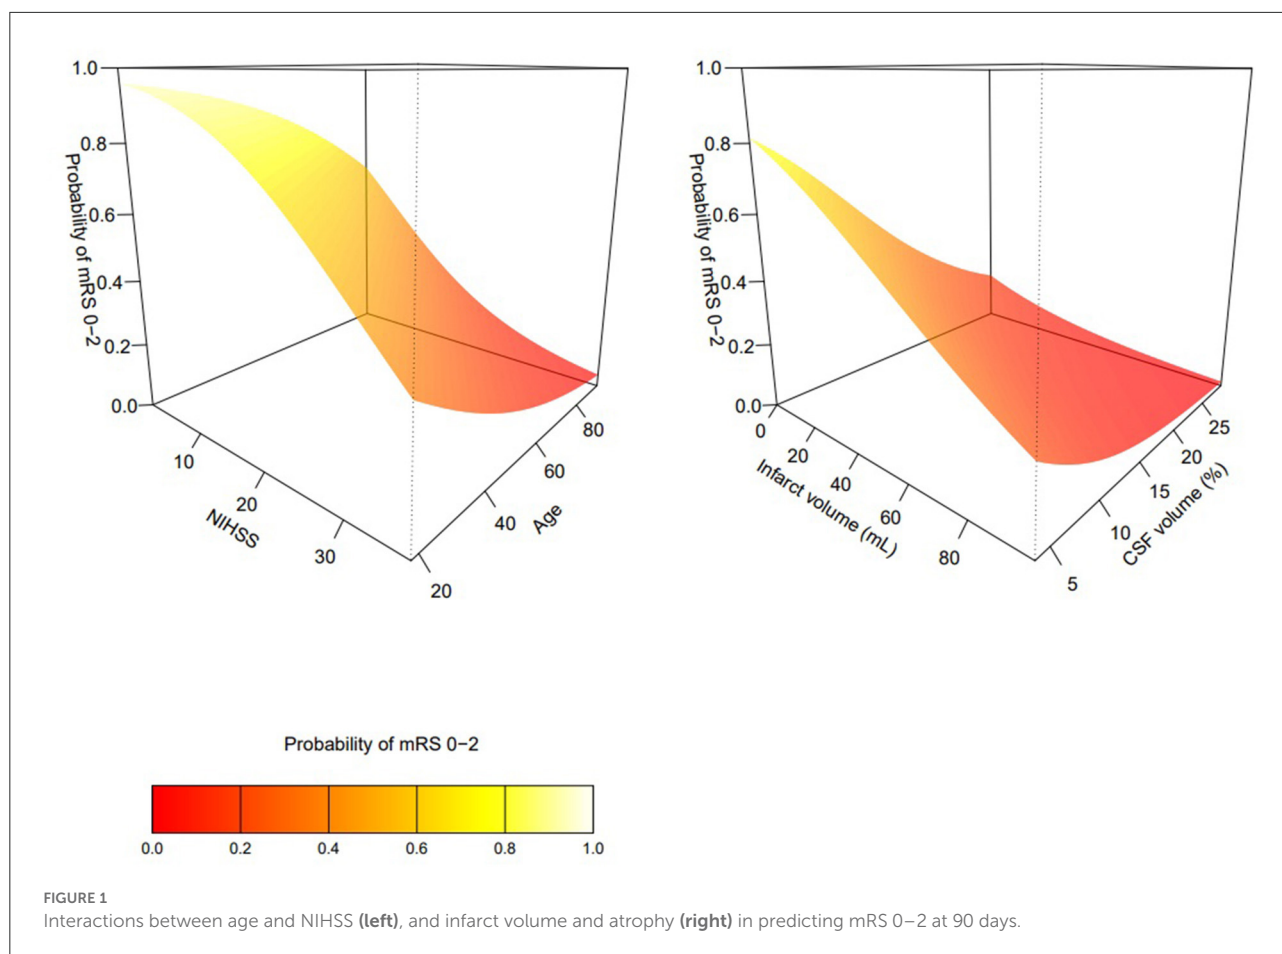 1.0
0.8
0.6
0.4
0.2
0.0
Probability of mRS 0−2
10
20
30
NIHSS
20
40
60
80
Age
1.0
0.8
0.6
0.4
0.2
0.0
Probability of mRS 0−2
0
20
40
60
80
Infarct volume (mL)
5
10
15
20
25
CSF volume (%)
Probability of mRS 0−2
0.0 0.2 0.4 0.6 0.8 1.0
FIGURE 1
Interactions between age and NIHSS (left), and infarct volume and atrophy (right) in predicting mRS 0–2 at 90 days.